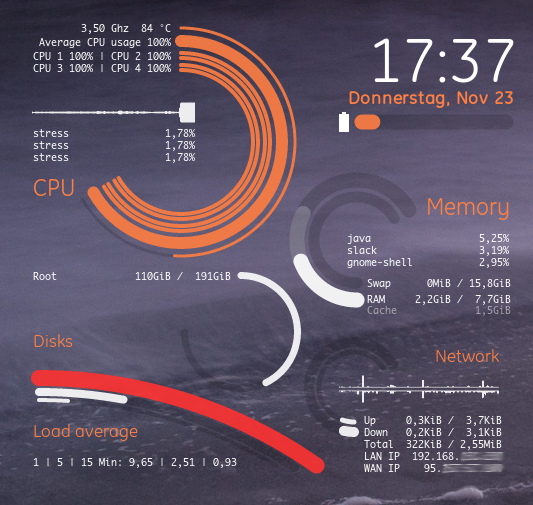 3,50 Ghz 84 °C
Average CPU usage 100%
CPU 1 100% | CPU 2 100%
CPU 3 100% | CPU 4 100%
stress 1,78%
stress 1,78%
stress 1,78%
CPU
17:37
Donnerstag, Nov 23
Memory
java 5,25%
slack 3,19%
gnome-shell 2,95%
Swap 0MiB / 15,8GiB
RAM 2,2GiB / 7,7GiB
Cache 1,5GiB
Root 110GiB / 191GiB
Disks
Network
Up 0,3KiB / 3,7KiB
Down 0,2KiB / 3,1KiB
Total 322KiB / 2,55MiB
LAN IP 192.168.
WAN IP 95.
Load average
1 | 5 | 15 Min: 9,65 | 2,51 | 0,93